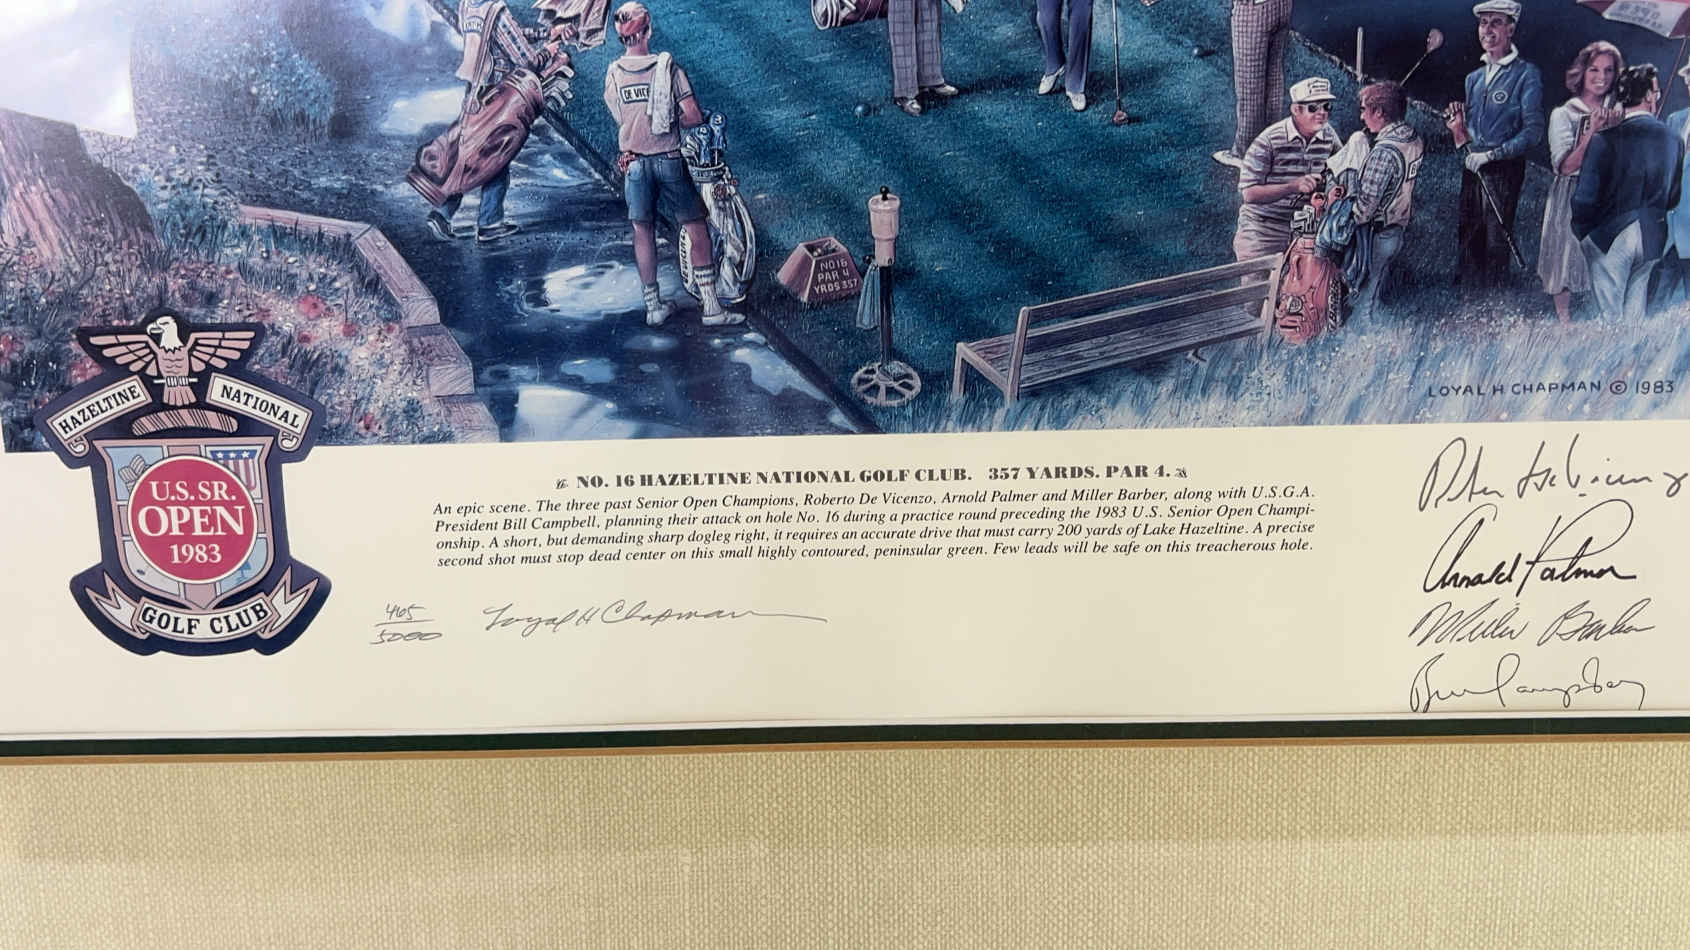 DE VICE
NO 16
PAR 4
YRDS 357
LOYAL H CHAPMAN © 1983
HAZELTINE NATIONAL
U.S. SR.
OPEN
1983
GOLF CLUB
NO. 16 HAZELTINE NATIONAL GOLF CLUB. 357 YARDS. PAR 4.
An epic scene. The three past Senior Open Champions, Roberto De Vicenzo, Arnold Palmer and Miller Barber, along with U.S.G.A.
President Bill Campbell, planning their attack on hole No. 16 during a practice round preceding the 1983 U.S. Senior Open Champi-
onship. A short, but demanding sharp dogleg right, it requires an accurate drive that must carry 200 yards of Lake Hazeltine. A precise
second shot must stop dead center on this small highly contoured, peninsular green. Few leads will be safe on this treacherous hole.
465
5000
Loyal H Chapman
Arnold Palmer
Miller Barber
Bill Campbell